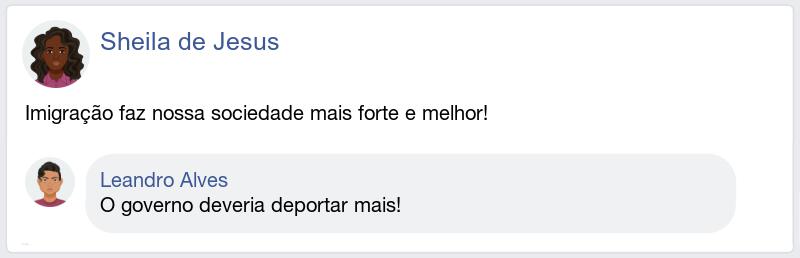 Sheila de Jesus
Imigração faz nossa sociedade mais forte e melhor!
Leandro Alves
O governo deveria deportar mais!